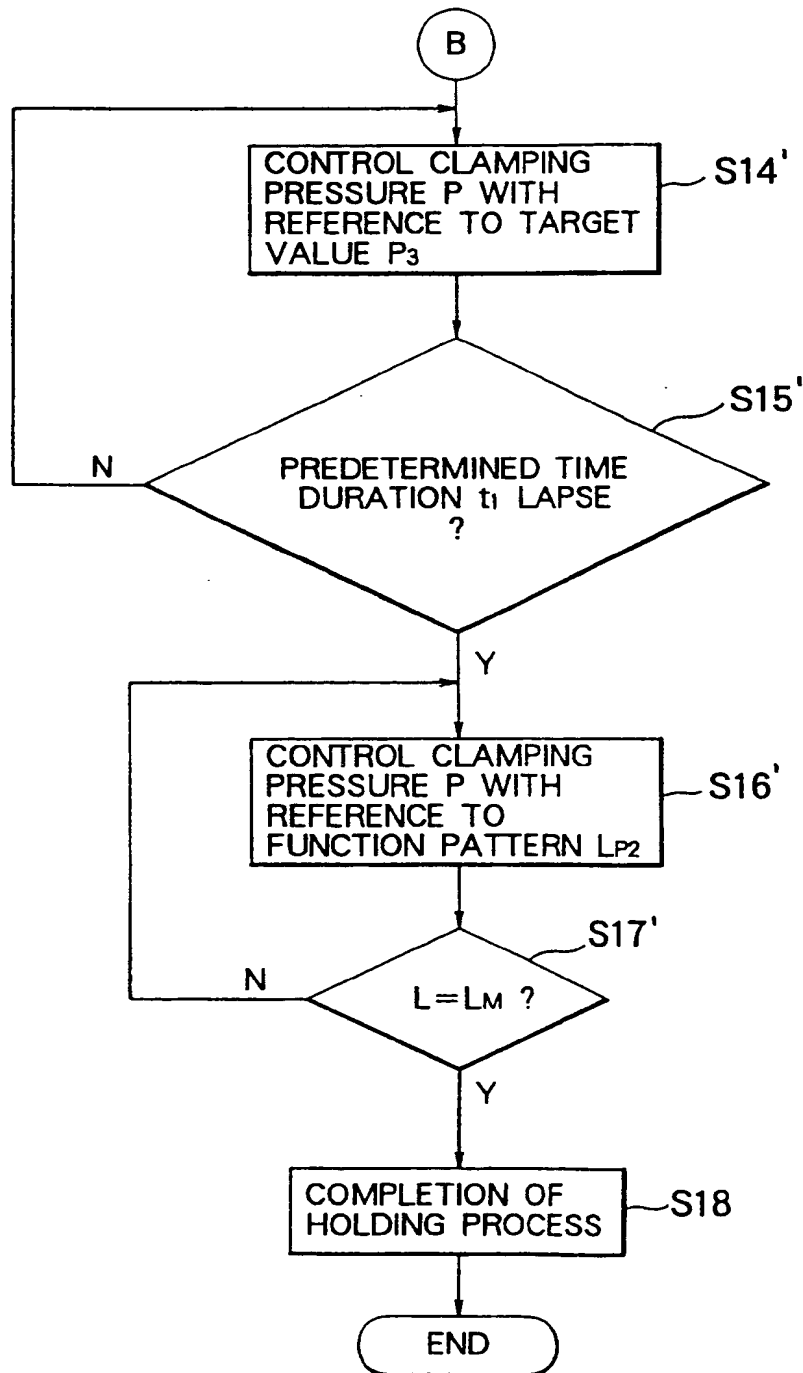 B
CONTROL CLAMPING
PRESSURE P WITH
REFERENCE TO TARGET
VALUE P3
S14'
S15'
N
PREDETERMINED TIME
DURATION t1 LAPSE
?
Y
CONTROL CLAMPING
PRESSURE P WITH
REFERENCE TO
FUNCTION PATTERN LP2
S16'
S17'
N
L=LM ?
Y
COMPLETION OF
HOLDING PROCESS
S18
END